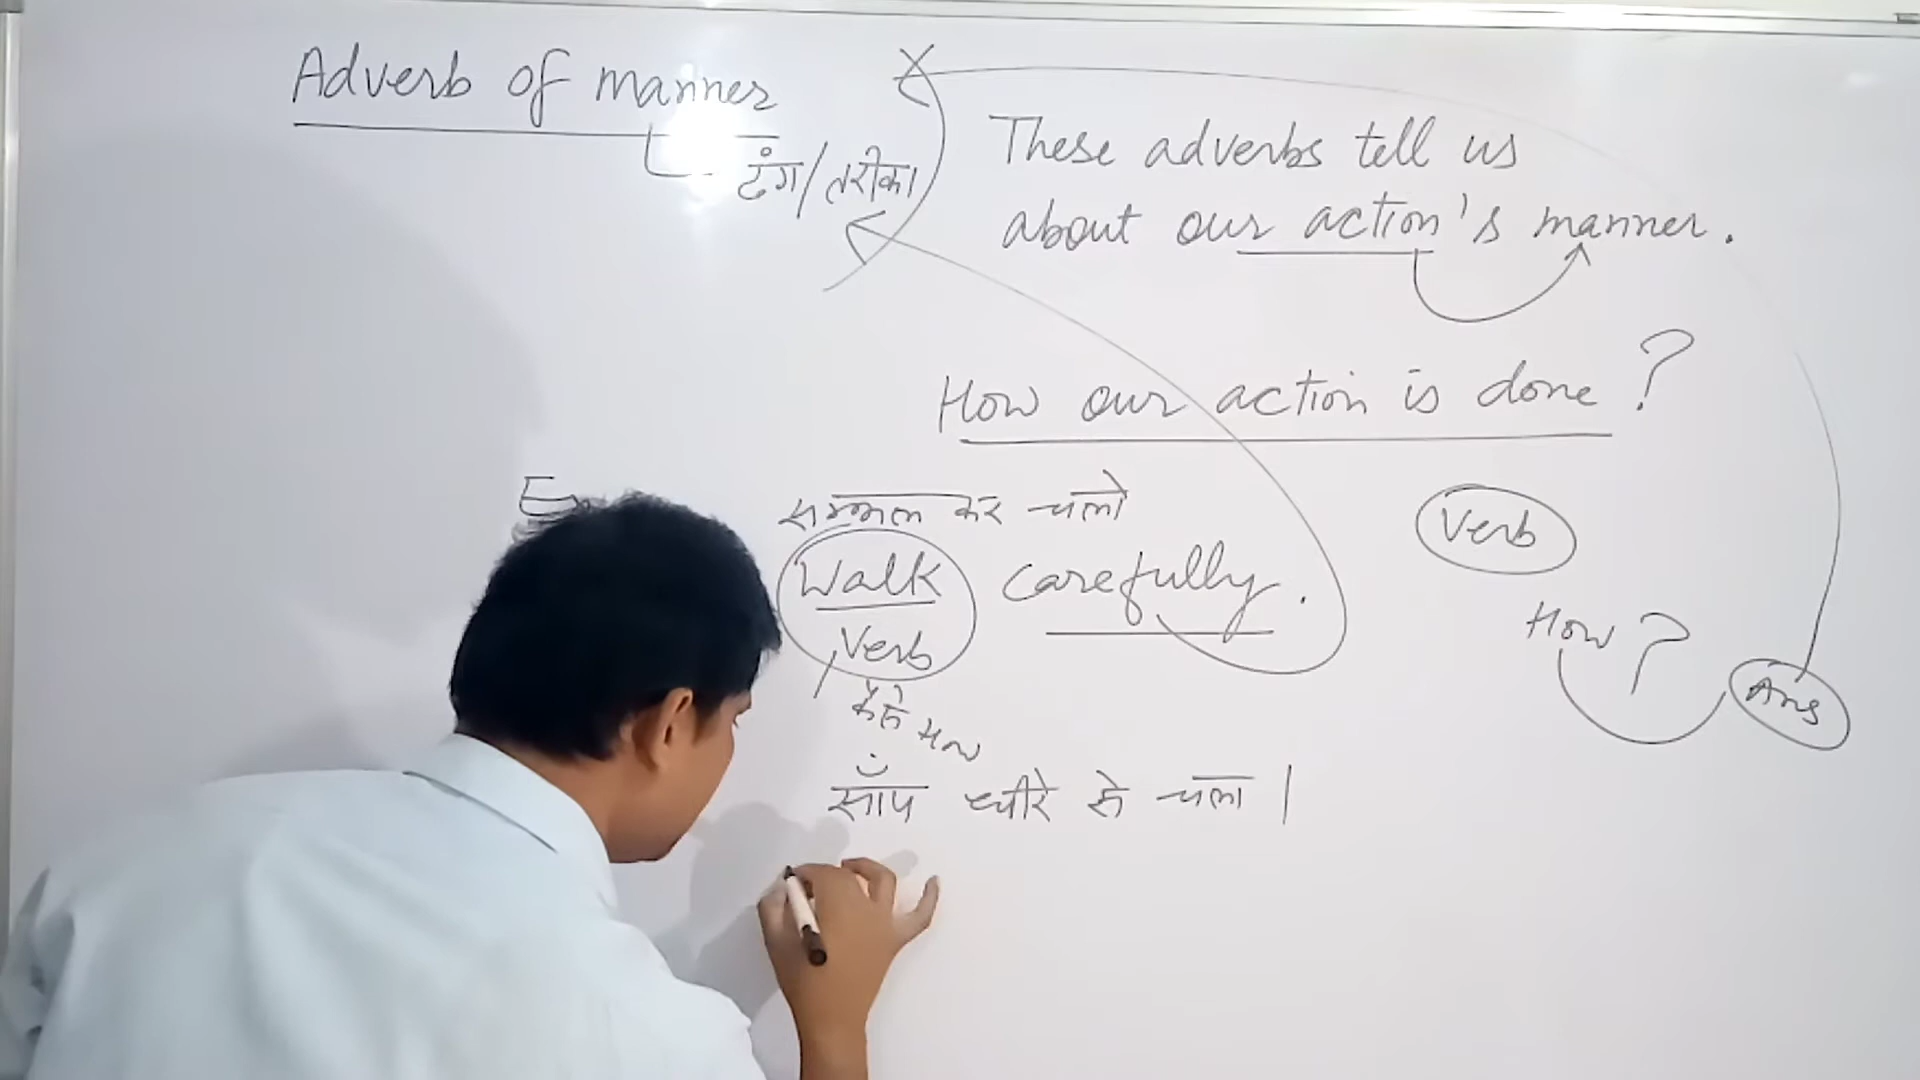 Adverb of manner
ढंग/तरीका
These adverbs tell us
about our action's manner.
How our action is done?
सम्भल कर चलो
Walk carefully.
Verb
कैसे How
साँप धीरे से चला |
Verb
How?
Ans